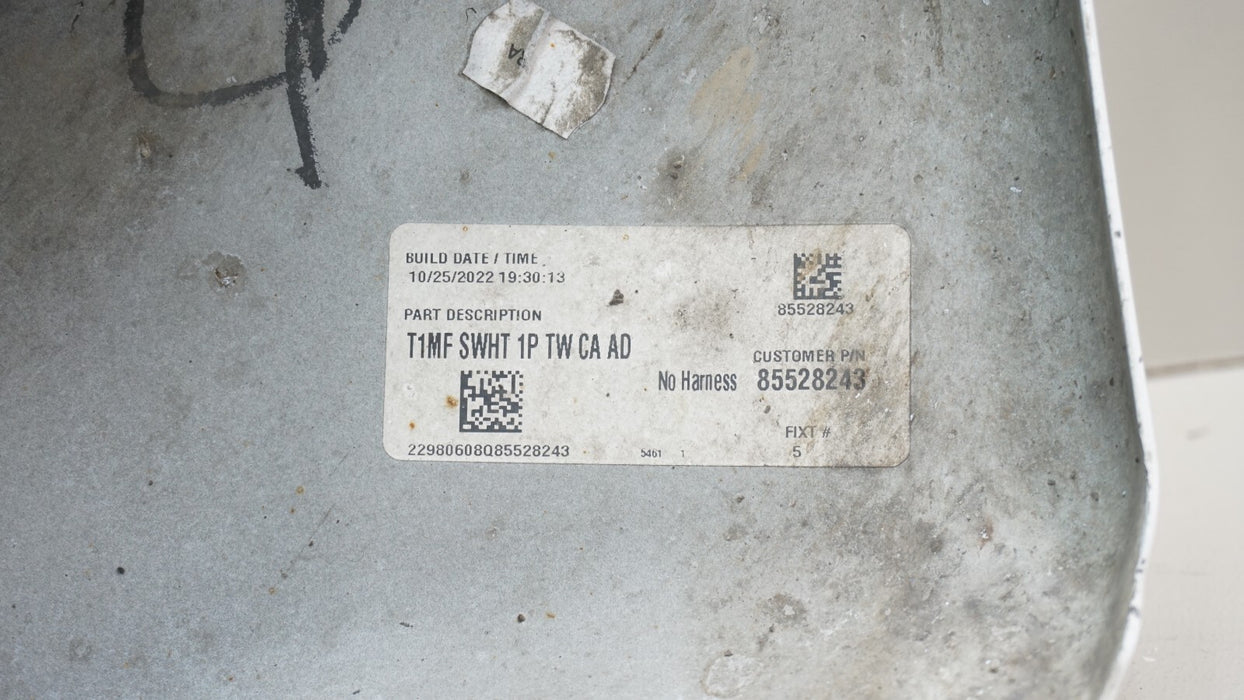 BUILD DATE / TIME
10/25/2022 19:30:13
85528243
PART DESCRIPTION
T1MF SWHT 1P TW CA AD
CUSTOMER P/N
No Harness 85528243
FIXT #
22980608Q85528243 5461 1 5